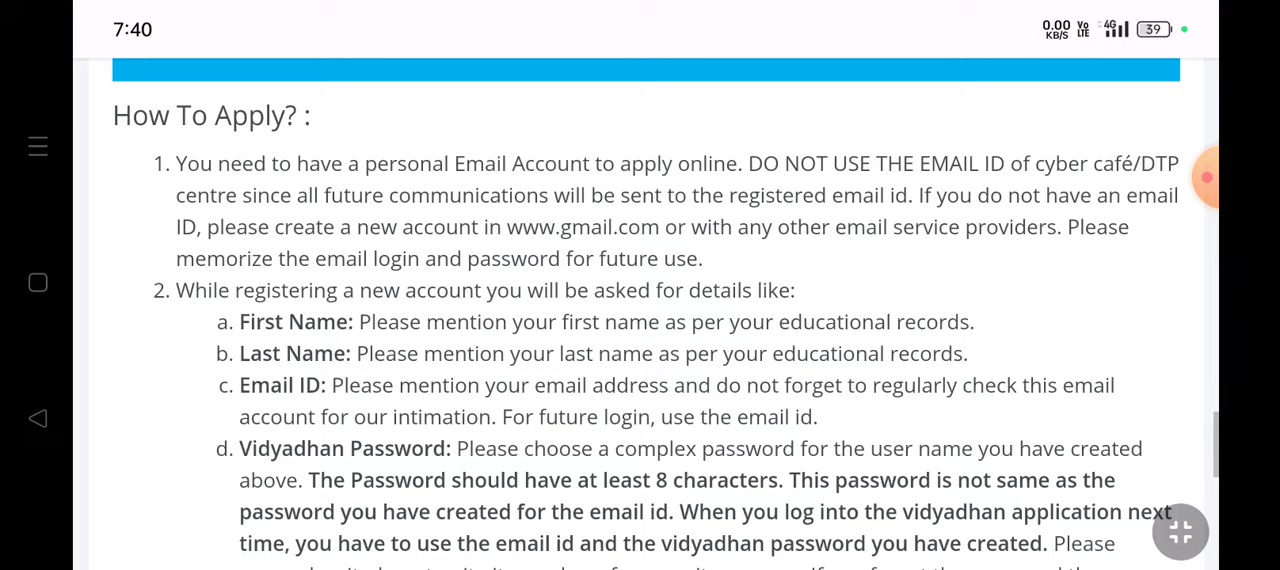 7:40
0.00 KB/S Vo LTE 4G 39
How To Apply? :
1. You need to have a personal Email Account to apply online. DO NOT USE THE EMAIL ID of cyber café/DTP
centre since all future communications will be sent to the registered email id. If you do not have an email
ID, please create a new account in www.gmail.com or with any other email service providers. Please
memorize the email login and password for future use.
2. While registering a new account you will be asked for details like:
a. First Name: Please mention your first name as per your educational records.
b. Last Name: Please mention your last name as per your educational records.
c. Email ID: Please mention your email address and do not forget to regularly check this email
account for our intimation. For future login, use the email id.
d. Vidyadhan Password: Please choose a complex password for the user name you have created
above. The Password should have at least 8 characters. This password is not same as the
password you have created for the email id. When you log into the vidyadhan application next
time, you have to use the email id and the vidyadhan password you have created. Please